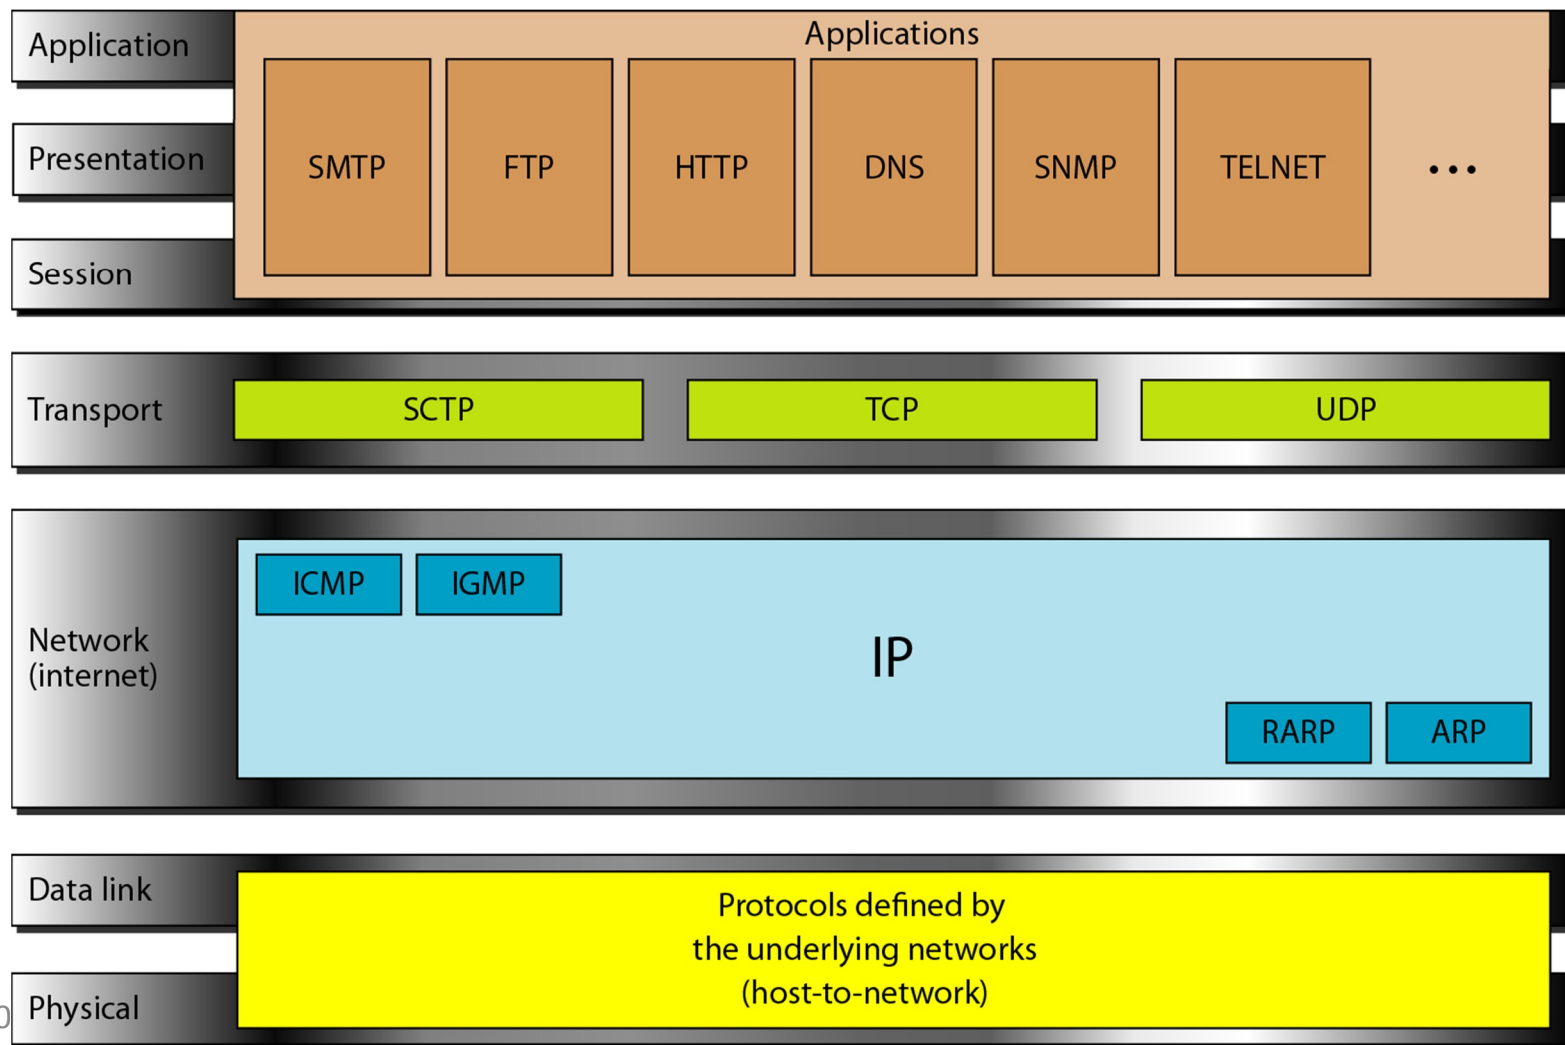 Application
Applications
Presentation
SMTP
FTP
HTTP
DNS
SNMP
TELNET
...
Session
Transport
SCTP
TCP
UDP
ICMP
IGMP
Network
(internet)
IP
RARP
ARP
Data link
Protocols defined by
the underlying networks
(host-to-network)
Physical